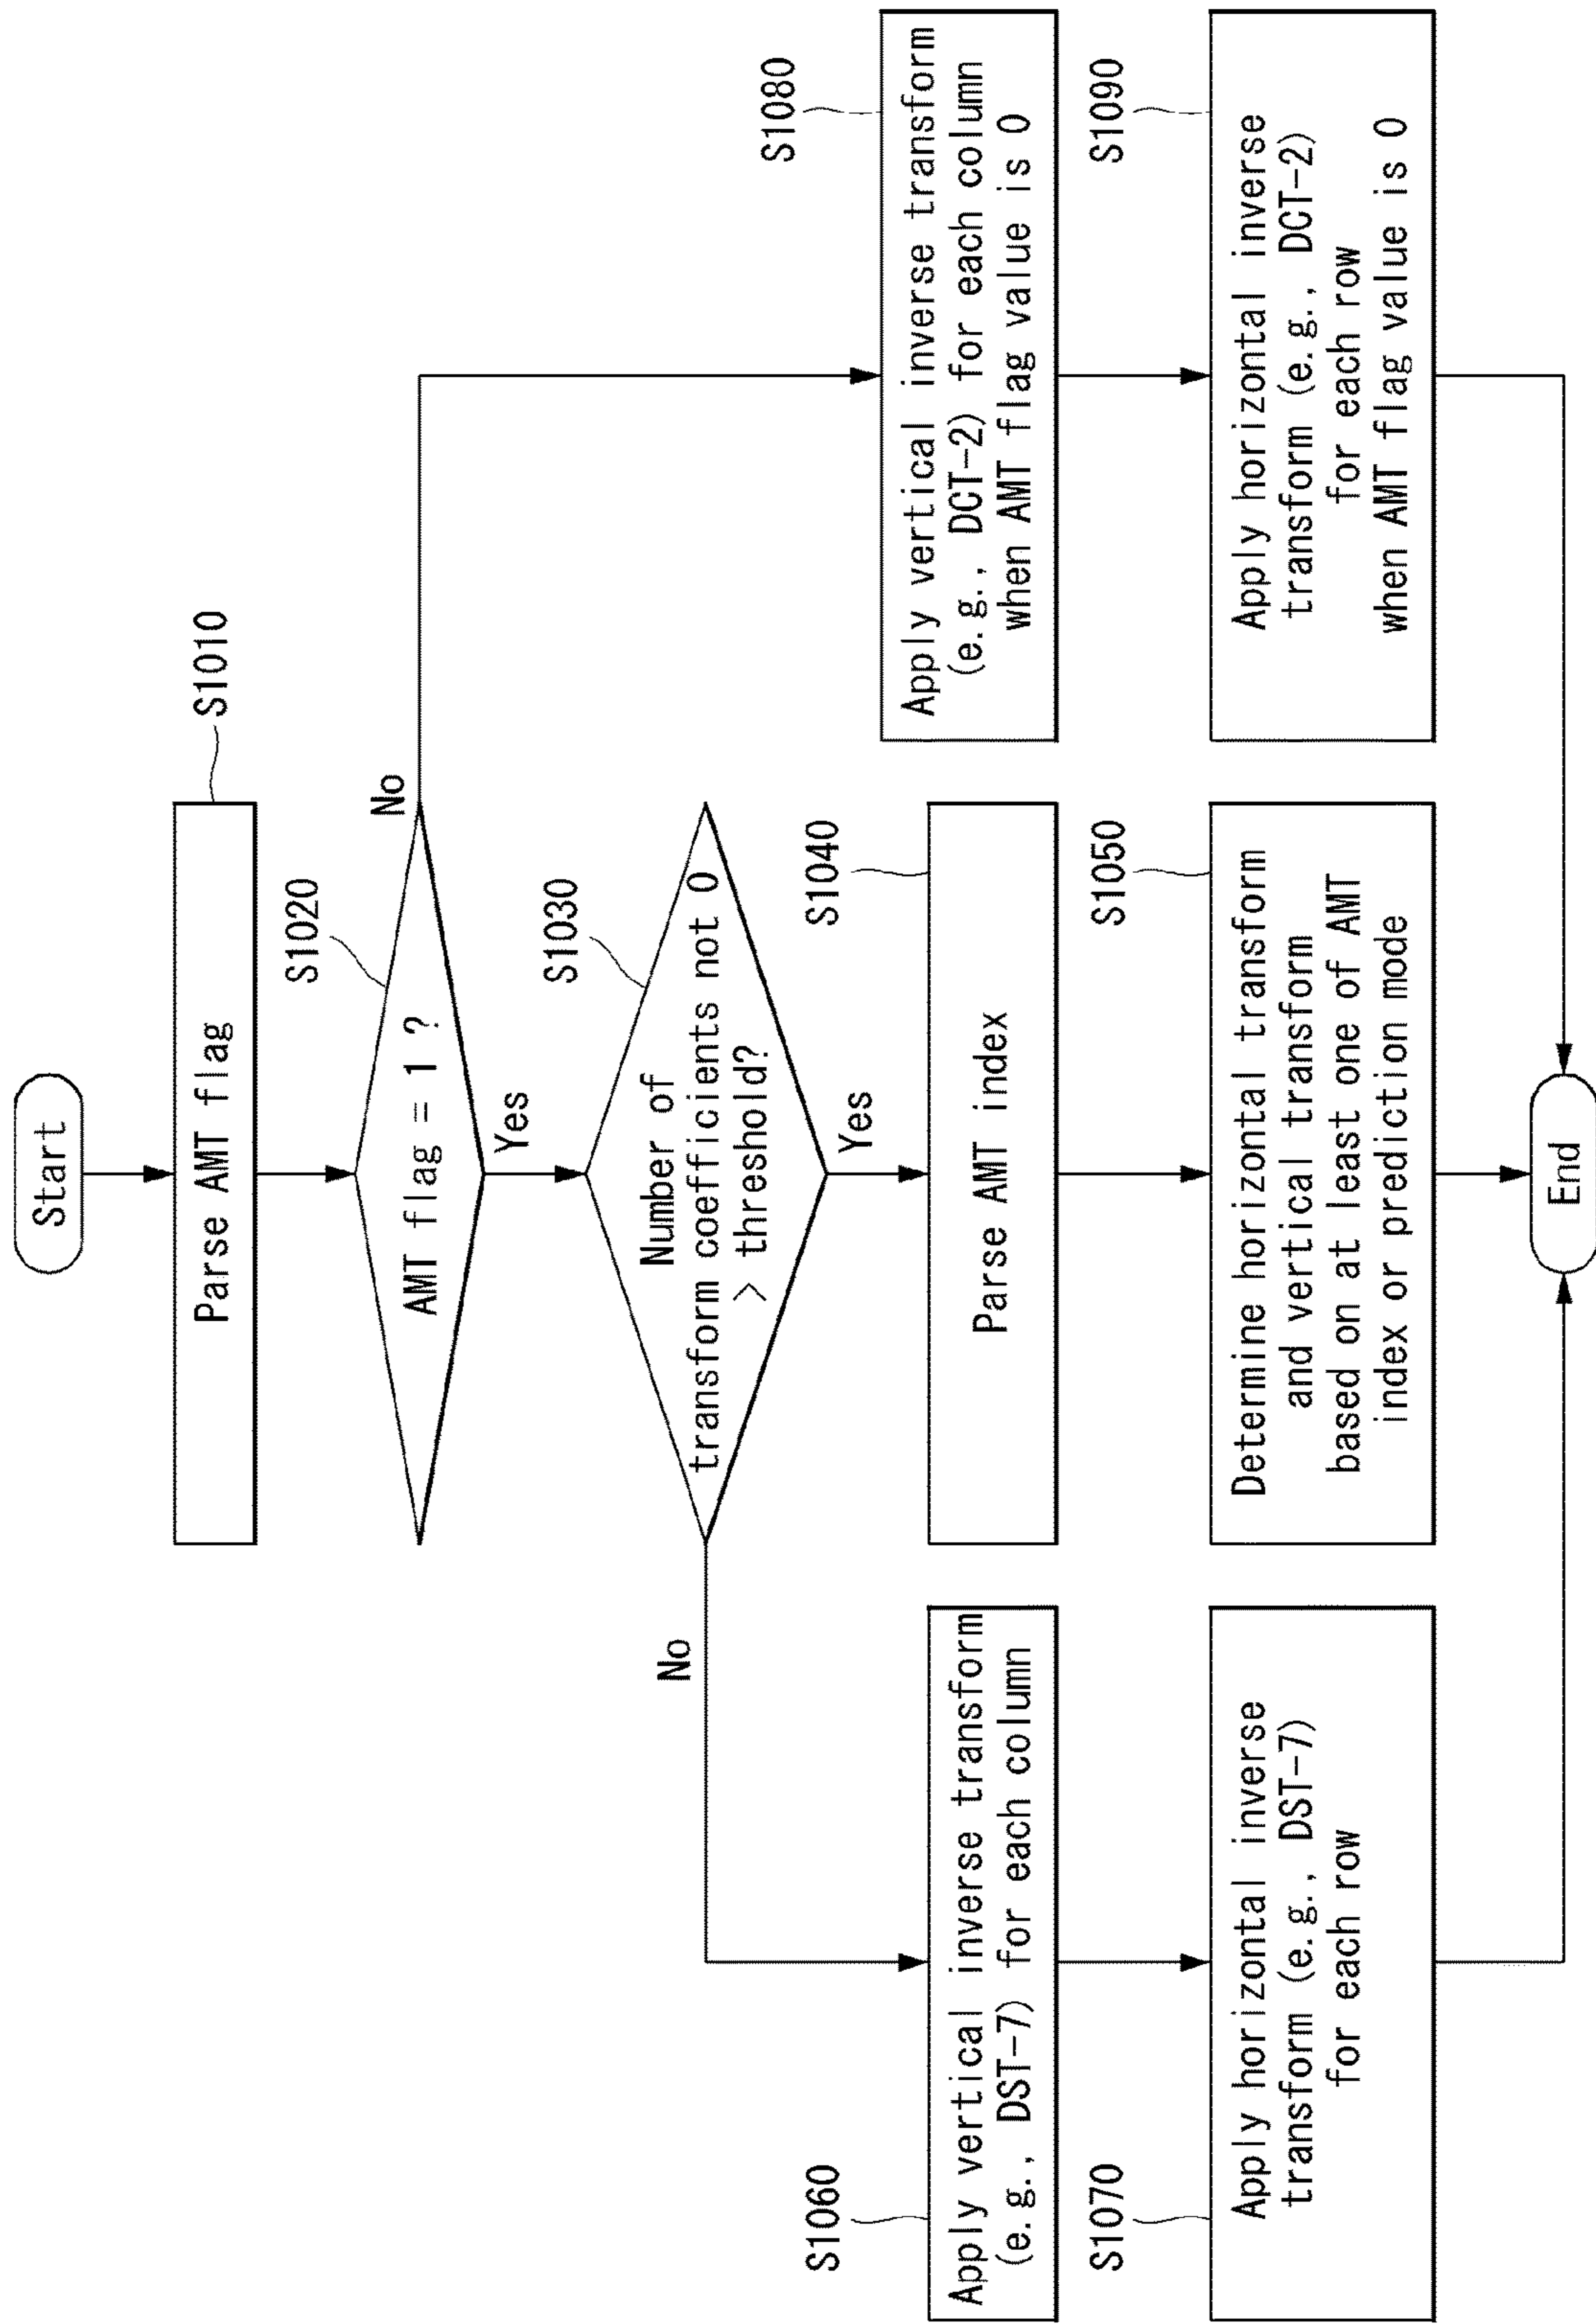 Start
Parse AMT flag
S1010
AMT flag = 1 ?
S1020
No
Yes
Number of
transform coefficients not 0
> threshold?
S1030
No
Yes
Parse AMT index
S1040
Determine horizontal transform
and vertical transform
based on at least one of AMT
index or prediction mode
S1050
S1060
Apply vertical inverse transform
(e.g., DST-7) for each column
S1070
Apply horizontal inverse
transform (e.g., DST-7)
for each row
S1080
Apply vertical inverse transform
(e.g., DCT-2) for each column
when AMT flag value is 0
S1090
Apply horizontal inverse
transform (e.g., DCT-2)
for each row
when AMT flag value is 0
End